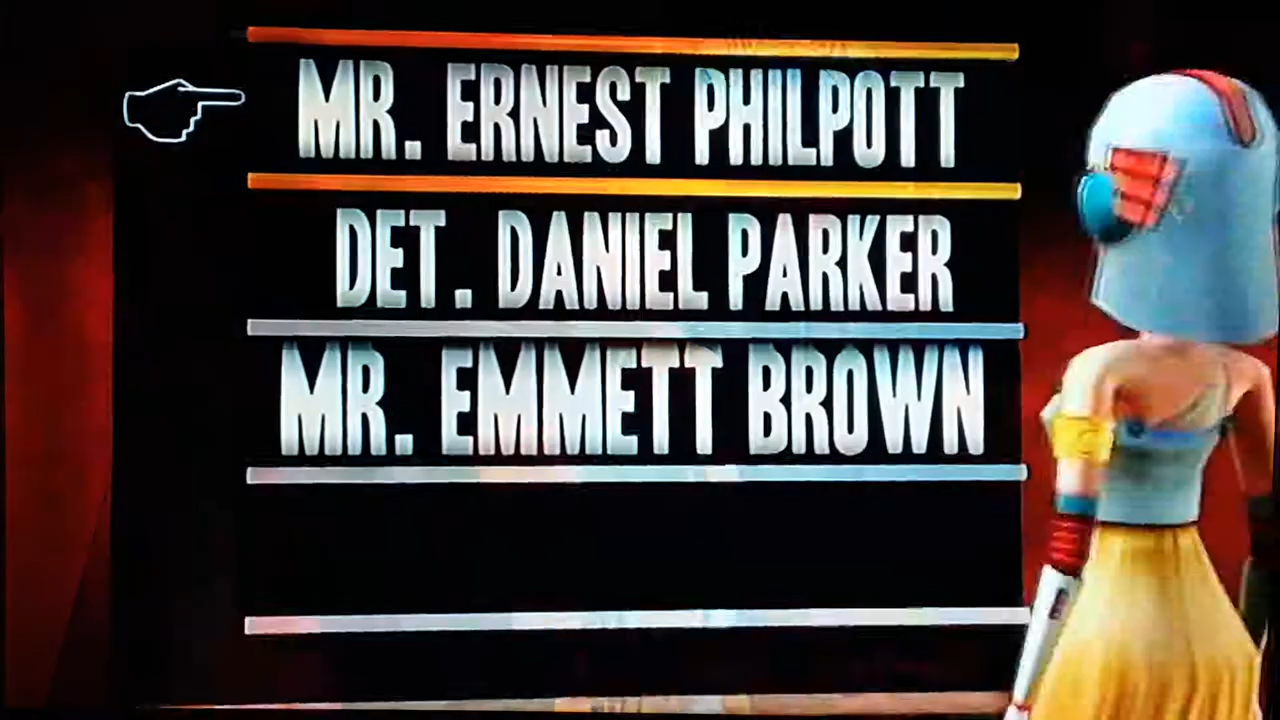 MR. ERNEST PHILPOTT
DET. DANIEL PARKER
MR. EMMETT BROWN